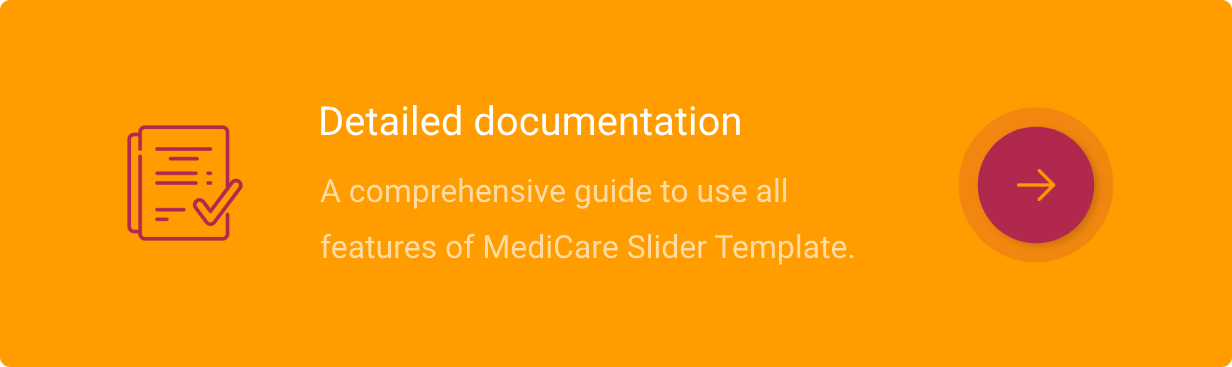 Detailed documentation
A comprehensive guide to use all
features of MediCare Slider Template.